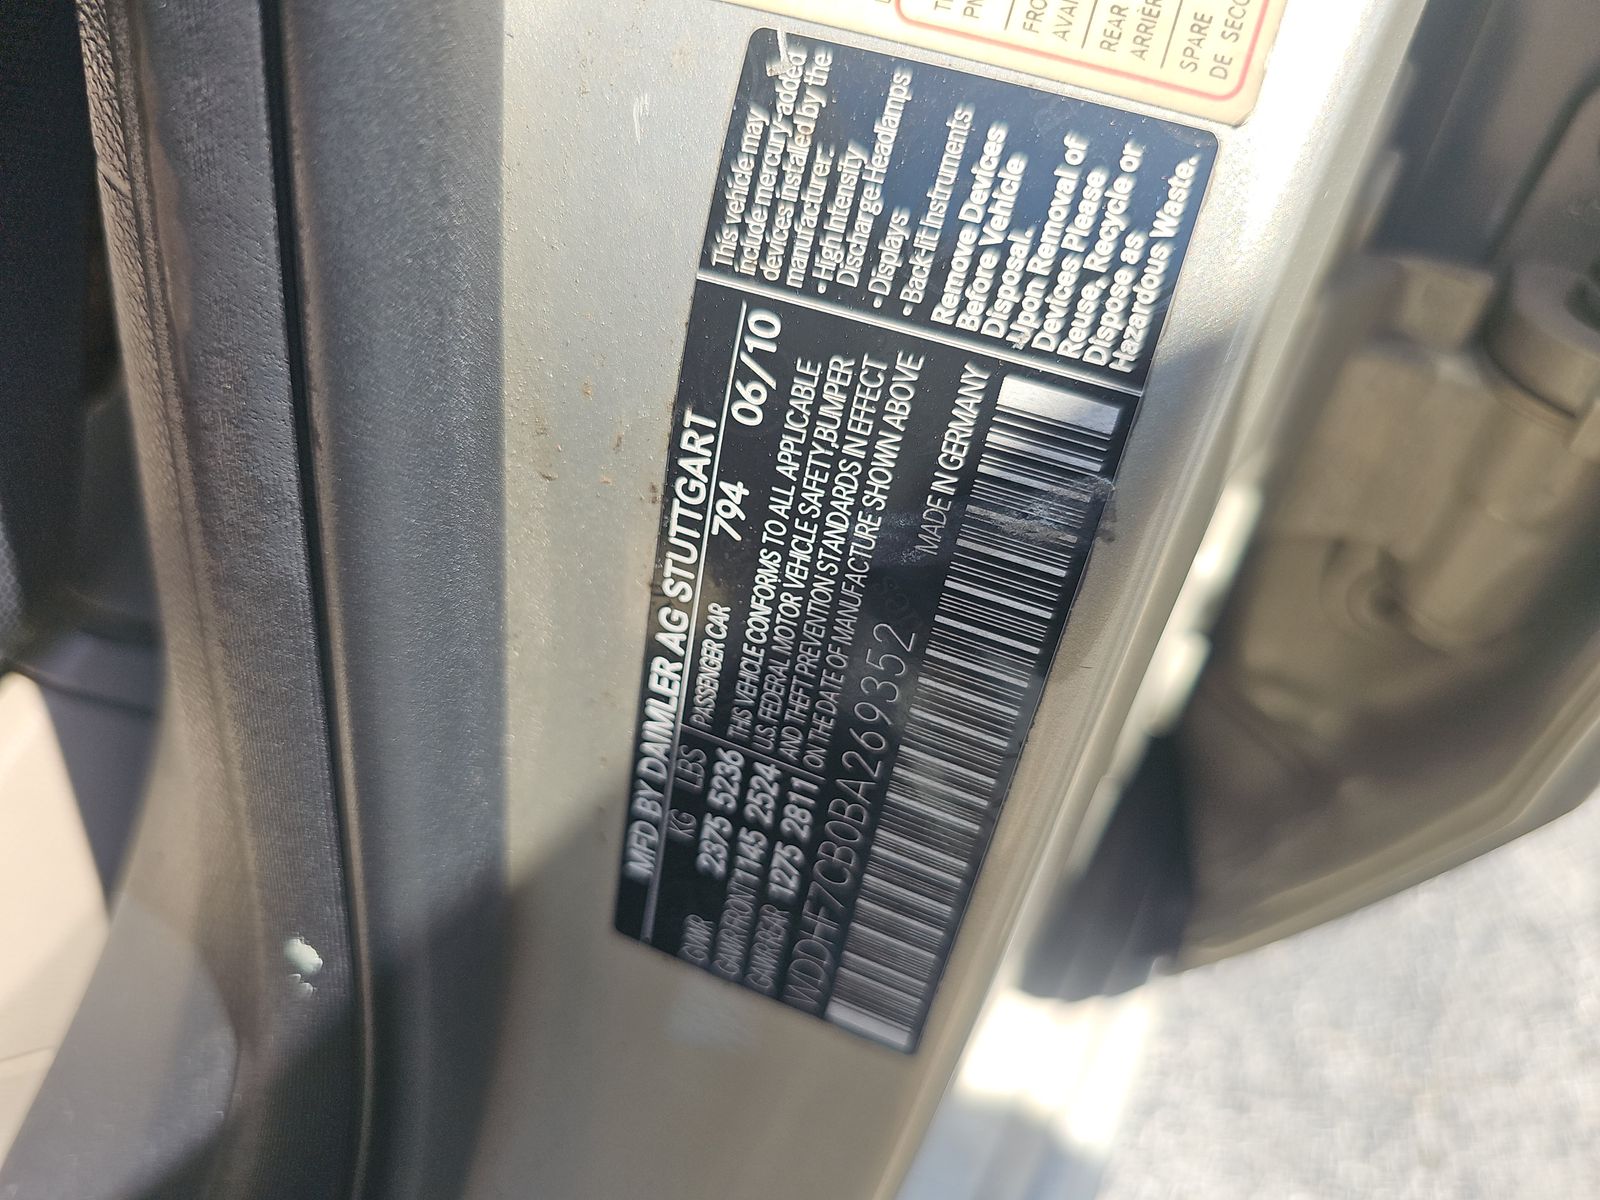 MFD BY DAIMLER AG STUTTGART
KG LBS PASSENGER CAR 794 06/10
GVWR 2375 5236
GAWR FRONT 1145 2524
GAWR REAR 1275 2811
THIS VEHICLE CONFORMS TO ALL APPLICABLE
U.S. FEDERAL MOTOR VEHICLE SAFETY, BUMPER
AND THEFT PREVENTION STANDARDS IN EFFECT
ON THE DATE OF MANUFACTURE SHOWN ABOVE
WDDHF7CB0BA269352
MADE IN GERMANY
This vehicle may
include mercury added
devices installed by the
manufacturer:
- High Intensity
Discharge Headlamps
- Displays
- Back-lit Instruments
Remove Devices
Before Vehicle
Disposal.
Upon Removal of
Devices Please
Reuse, Recycle or
Dispose as
Hazardous Waste.
REAR
ARRIÈR
SPARE
DE SECO